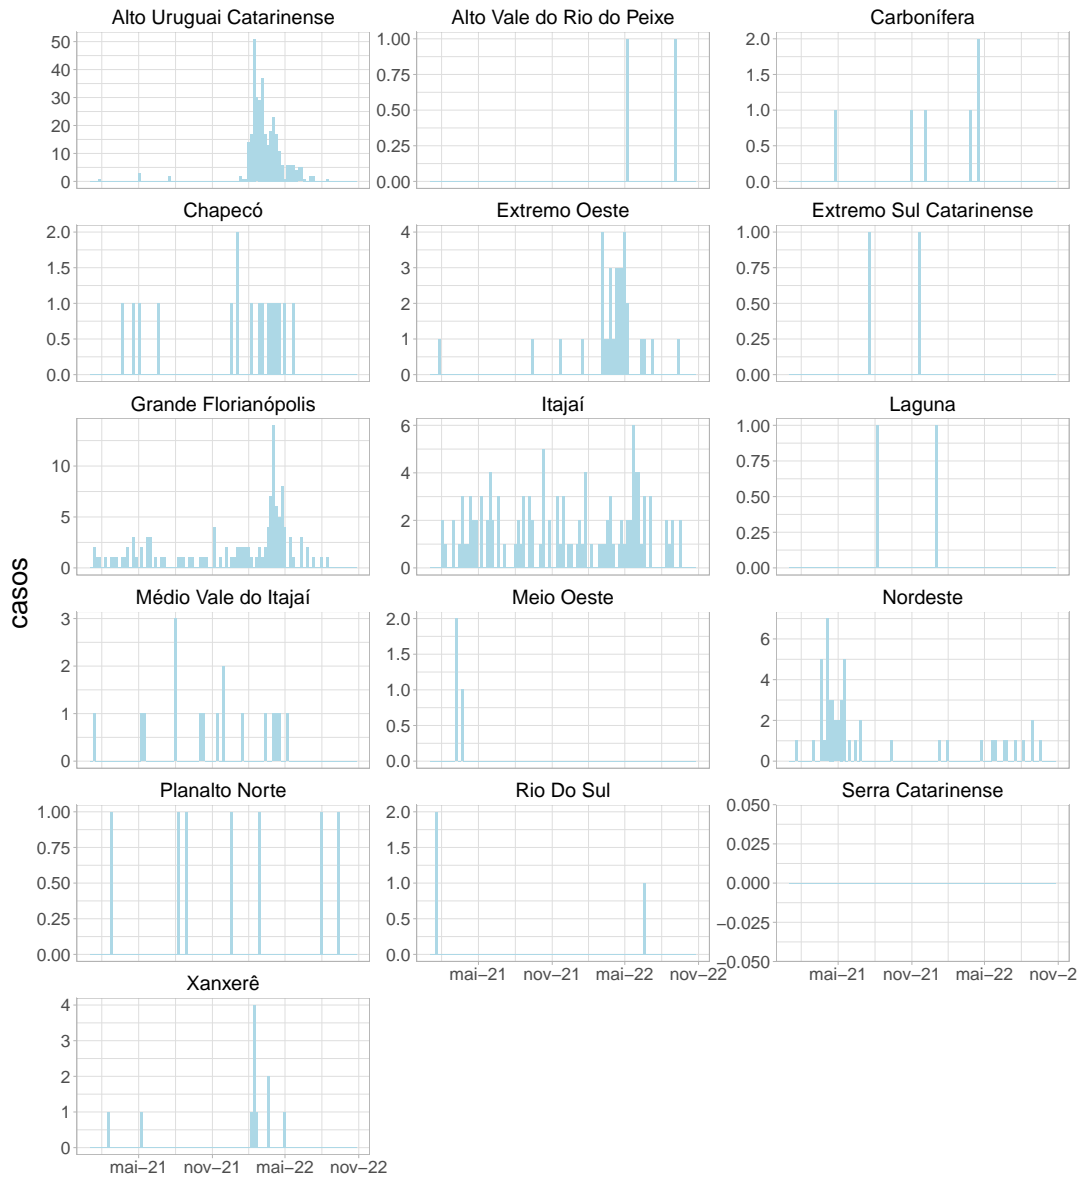 Alto Uruguai Catarinense Alto Vale do Rio do Peixe Carbonífera
50 1.00 2.0
40 0.75 1.5
30 0.50 1.0
20 0.25 0.5
10 0.00 0.0
0
Chapecó Extremo Oeste Extremo Sul Catarinense
2.0 4 1.00
1.5 3 0.75
1.0 2 0.50
0.5 1 0.25
0.0 0 0.00
Grande Florianópolis Itajaí Laguna
10 6 1.00
5 4 0.75
0 2 0.50
0 0.25
0.00
casos
Médio Vale do Itajaí Meio Oeste Nordeste
3 2.0 6
2 1.5 4
1 1.0 2
0 0.5 0
0.0
Planalto Norte Rio Do Sul Serra Catarinense
1.00 2.0 0.050
0.75 1.5 0.025
0.50 1.0 0.000
0.25 0.5 −0.025
0.00 0.0 −0.050
mai−21 nov−21 mai−22 nov−22 mai−21 nov−21 mai−22 nov−2
Xanxerê
4
3
2
1
0
mai−21 nov−21 mai−22 nov−22